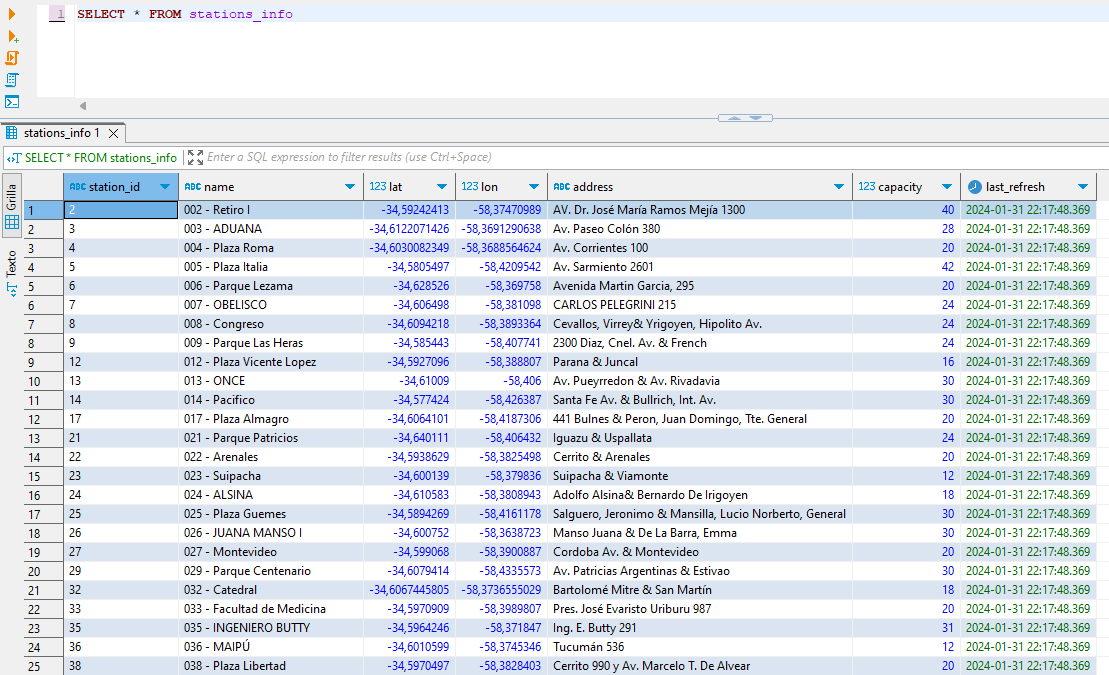 1 SELECT * FROM stations_info
stations_info 1
SELECT * FROM stations_info Enter a SQL expression to filter results (use Ctrl+Space)
Grilla
Texto
ABC station_id ABC name 123 lat 123 lon ABC address 123 capacity last_refresh
1 2 002 - Retiro I -34,59242413 -58,37470989 AV. Dr. José María Ramos Mejía 1300 40 2024-01-31 22:17:48.369
2 3 003 - ADUANA -34,6122071426 -58,3691290638 Av. Paseo Colón 380 28 2024-01-31 22:17:48.369
3 4 004 - Plaza Roma -34,6030082349 -58,3688564624 Av. Corrientes 100 20 2024-01-31 22:17:48.369
4 5 005 - Plaza Italia -34,5805497 -58,4209542 Av. Sarmiento 2601 42 2024-01-31 22:17:48.369
5 6 006 - Parque Lezama -34,628526 -58,369758 Avenida Martin Garcia, 295 20 2024-01-31 22:17:48.369
6 7 007 - OBELISCO -34,606498 -58,381098 CARLOS PELEGRINI 215 24 2024-01-31 22:17:48.369
7 8 008 - Congreso -34,6094218 -58,3893364 Cevallos, Virrey& Yrigoyen, Hipolito Av. 24 2024-01-31 22:17:48.369
8 9 009 - Parque Las Heras -34,585443 -58,407741 2300 Diaz, Cnel. Av. & French 24 2024-01-31 22:17:48.369
9 12 012 - Plaza Vicente Lopez -34,5927096 -58,388807 Parana & Juncal 16 2024-01-31 22:17:48.369
10 13 013 - ONCE -34,61009 -58,406 Av. Pueyrredon & Av. Rivadavia 30 2024-01-31 22:17:48.369
11 14 014 - Pacifico -34,577424 -58,426387 Santa Fe Av. & Bullrich, Int. Av. 30 2024-01-31 22:17:48.369
12 17 017 - Plaza Almagro -34,6064101 -58,4187306 441 Bulnes & Peron, Juan Domingo, Tte. General 20 2024-01-31 22:17:48.369
13 21 021 - Parque Patricios -34,640111 -58,406432 Iguazu & Uspallata 24 2024-01-31 22:17:48.369
14 22 022 - Arenales -34,5938629 -58,3825498 Cerrito & Arenales 20 2024-01-31 22:17:48.369
15 23 023 - Suipacha -34,600139 -58,379836 Suipacha & Viamonte 12 2024-01-31 22:17:48.369
16 24 024 - ALSINA -34,610583 -58,3808943 Adolfo Alsina& Bernardo De Irigoyen 18 2024-01-31 22:17:48.369
17 25 025 - Plaza Guemes -34,5894269 -58,4161178 Salguero, Jeronimo & Mansilla, Lucio Norberto, General 30 2024-01-31 22:17:48.369
18 26 026 - JUANA MANSO I -34,600752 -58,3638723 Manso Juana & De La Barra, Emma 30 2024-01-31 22:17:48.369
19 27 027 - Montevideo -34,599068 -58,3900887 Cordoba Av. & Montevideo 20 2024-01-31 22:17:48.369
20 29 029 - Parque Centenario -34,6079414 -58,4335573 Av. Patricias Argentinas & Estivao 30 2024-01-31 22:17:48.369
21 32 032 - Catedral -34,6067445805 -58,3736555029 Bartolomé Mitre & San Martín 18 2024-01-31 22:17:48.369
22 33 033 - Facultad de Medicina -34,5970909 -58,3989807 Pres. José Evaristo Uriburu 987 20 2024-01-31 22:17:48.369
23 35 035 - INGENIERO BUTTY -34,5964246 -58,371847 Ing. E. Butty 291 31 2024-01-31 22:17:48.369
24 36 036 - MAIPÚ -34,6010599 -58,3745346 Tucumán 536 12 2024-01-31 22:17:48.369
25 38 038 - Plaza Libertad -34,5970497 -58,3828403 Cerrito 990 y Av. Marcelo T. De Alvear 20 2024-01-31 22:17:48.369